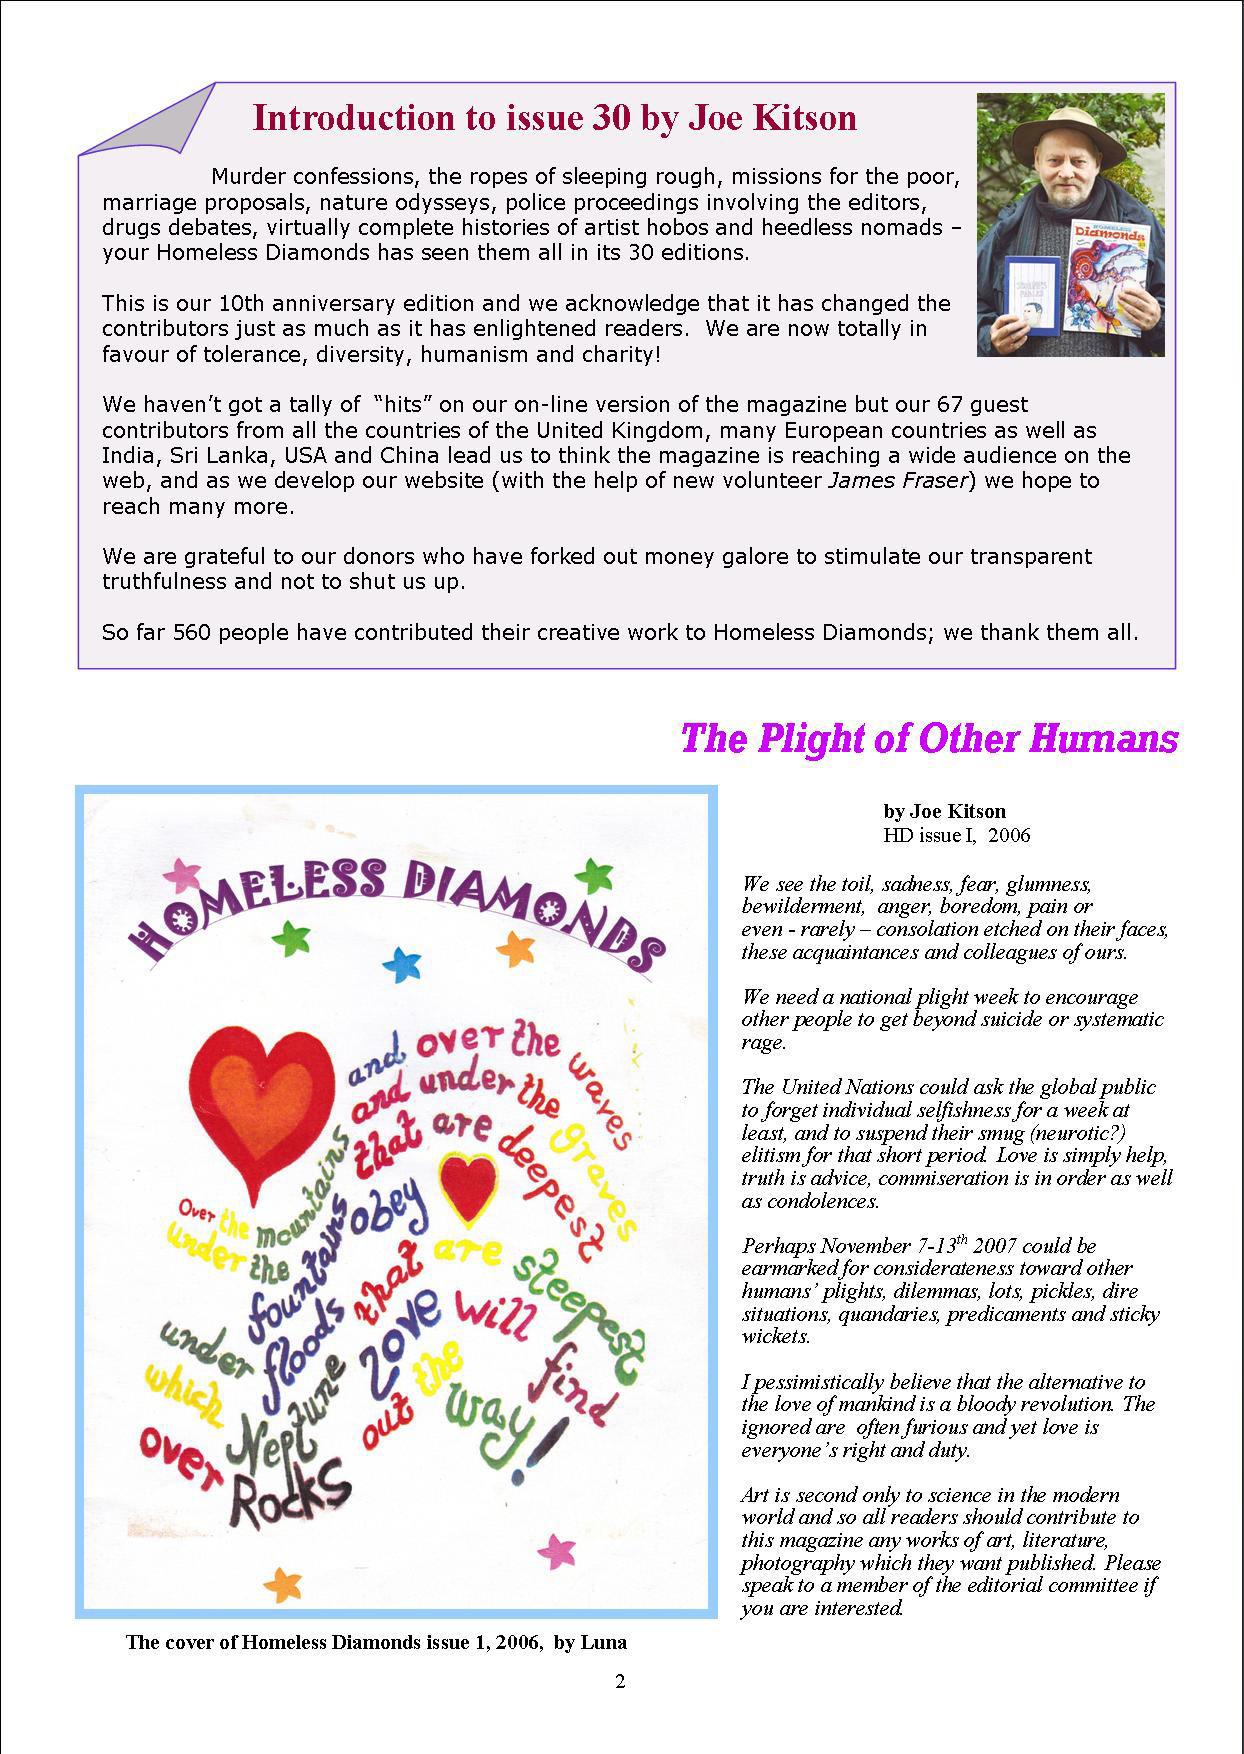 Introduction to issue 30 by Joe Kitson
Murder confessions, the ropes of sleeping rough, missions for the poor,
marriage proposals, nature odysseys, police proceedings involving the editors,
drugs debates, virtually complete histories of artist hobos and heedless nomads –
your Homeless Diamonds has seen them all in its 30 editions.
This is our 10th anniversary edition and we acknowledge that it has changed the
contributors just as much as it has enlightened readers.  We are now totally in
favour of tolerance, diversity, humanism and charity!
HOMELESS
Diamonds
We haven’t got a tally of  “hits” on our on-line version of the magazine but our 67 guest
contributors from all the countries of the United Kingdom, many European countries as well as
India, Sri Lanka, USA and China lead us to think the magazine is reaching a wide audience on the
web, and as we develop our website (with the help of new volunteer James Fraser) we hope to
reach many more.
We are grateful to our donors who have forked out money galore to stimulate our transparent
truthfulness and not to shut us up.
So far 560 people have contributed their creative work to Homeless Diamonds; we thank them all.
The Plight of Other Humans
HOMELESS DIAMONDS
Over the mountains
and over the waves
under the fountains
and under the graves
under floods
that are deepest
which Neptune obey
over Rocks
that are steepest
Love will find
out the way!
The cover of Homeless Diamonds issue 1, 2006,  by Luna
by Joe Kitson
HD issue I,  2006
We see the toil, sadness, fear, glumness,
bewilderment,  anger, boredom, pain or
even - rarely – consolation etched on their faces,
these acquaintances and colleagues of ours.
We need a national plight week to encourage
other people to get beyond suicide or systematic
rage.
The United Nations could ask the global public
to forget individual selfishness for a week at
least, and to suspend their smug (neurotic?)
elitism for that short period. Love is simply help,
truth is advice, commiseration is in order as well
as condolences.
Perhaps November 7-13th 2007 could be
earmarked for considerateness toward other
humans’ plights, dilemmas, lots, pickles, dire
situations, quandaries, predicaments and sticky
wickets.
I pessimistically believe that the alternative to
the love of mankind is a bloody revolution. The
ignored are  often furious and yet love is
everyone’s right and duty.
Art is second only to science in the modern
world and so all readers should contribute to
this magazine any works of art, literature,
photography which they want published. Please
speak to a member of the editorial committee if
you are interested.
2